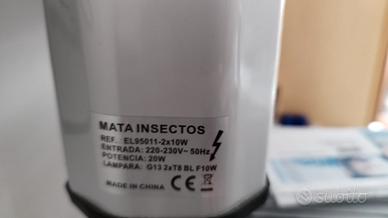 MATA INSECTOS
REF. : EL95011-2x10W
ENTRADA: 220-230V~ 50Hz
POTENCIA: 20W
LAMPARA: G13 2xT8 BL F10W
MADE IN CHINA CE
subito